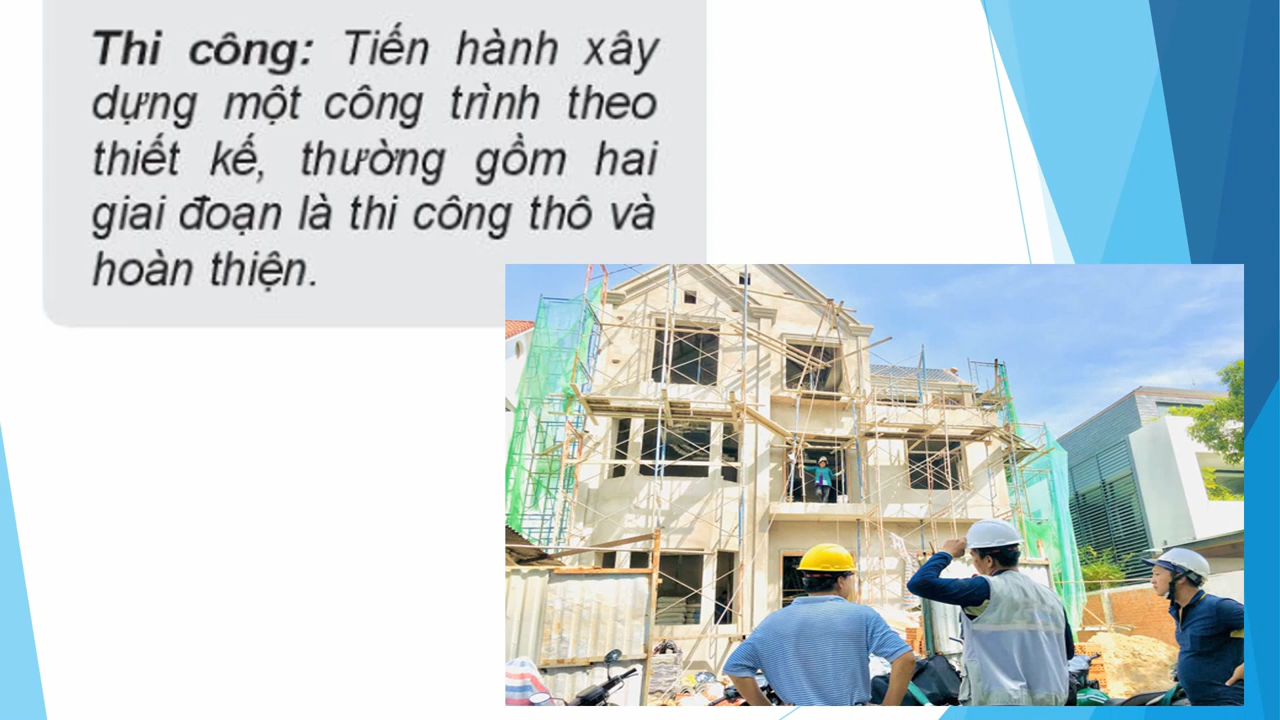 Thi công: Tiến hành xây
dựng một công trình theo
thiết kế, thường gồm hai
giai đoạn là thi công thô và
hoàn thiện.